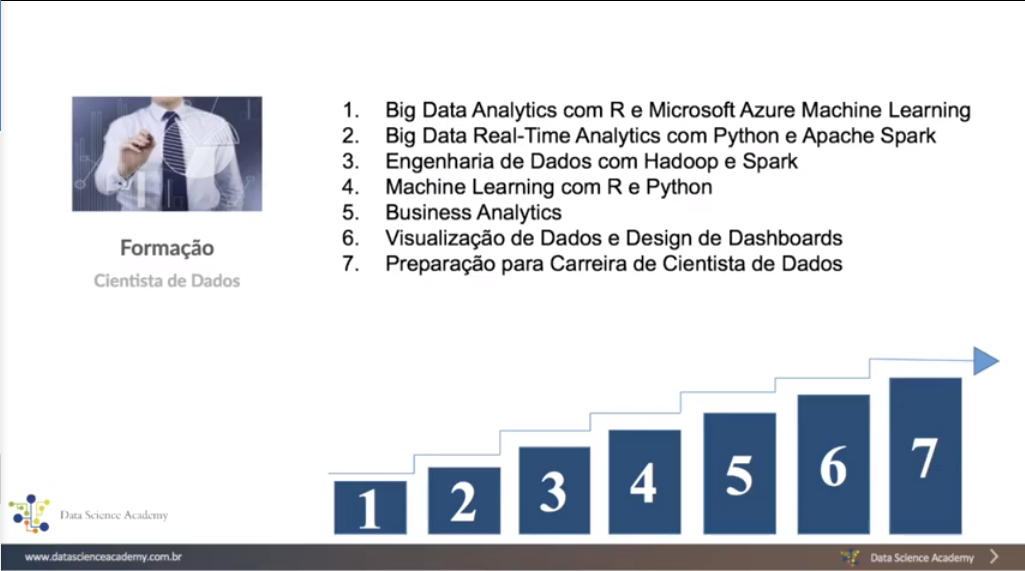 1. Big Data Analytics com R e Microsoft Azure Machine Learning
2. Big Data Real-Time Analytics com Python e Apache Spark
3. Engenharia de Dados com Hadoop e Spark
4. Machine Learning com R e Python
5. Business Analytics
6. Visualização de Dados e Design de Dashboards
7. Preparação para Carreira de Cientista de Dados
Formação
Cientista de Dados
1
2
3
4
5
6
7
Data Science Academy
www.datascienceacademy.com.br
Data Science Academy